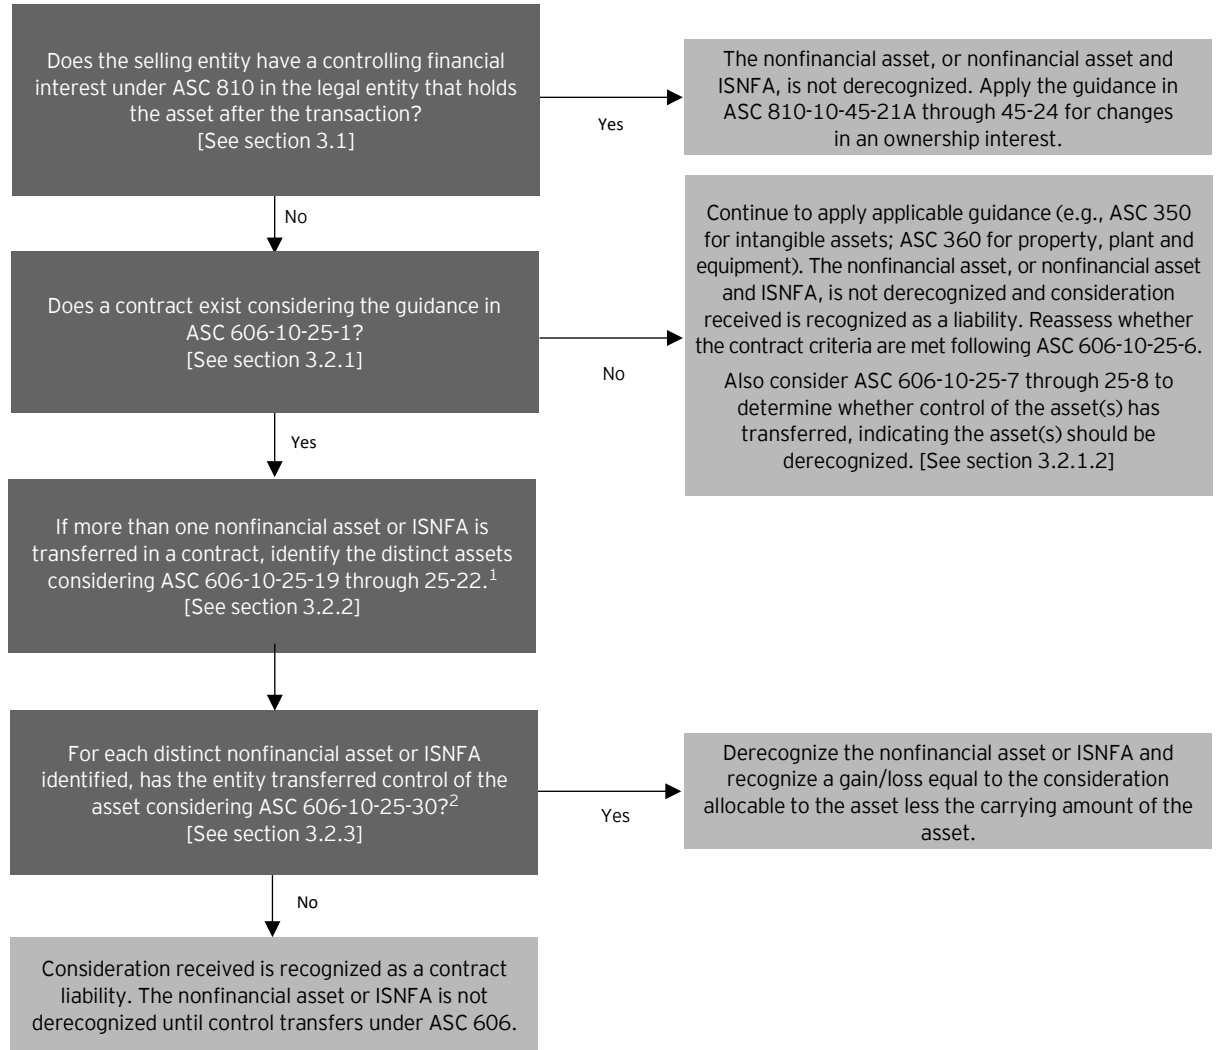 Does the selling entity have a controlling financial
interest under ASC 810 in the legal entity that holds
the asset after the transaction?
[See section 3.1]
Yes
The nonfinancial asset, or nonfinancial asset and
ISNFA, is not derecognized. Apply the guidance in
ASC 810-10-45-21A through 45-24 for changes
in an ownership interest.
No
Does a contract exist considering the guidance in
ASC 606-10-25-1?
[See section 3.2.1]
No
Continue to apply applicable guidance (e.g., ASC 350
for intangible assets; ASC 360 for property, plant and
equipment). The nonfinancial asset, or nonfinancial asset
and ISNFA, is not derecognized and consideration
received is recognized as a liability. Reassess whether
the contract criteria are met following ASC 606-10-25-6.
Also consider ASC 606-10-25-7 through 25-8 to
determine whether control of the asset(s) has
transferred, indicating the asset(s) should be
derecognized. [See section 3.2.1.2]
Yes
If more than one nonfinancial asset or ISNFA is
transferred in a contract, identify the distinct assets
considering ASC 606-10-25-19 through 25-22.1
[See section 3.2.2]
For each distinct nonfinancial asset or ISNFA
identified, has the entity transferred control of the
asset considering ASC 606-10-25-30?2
[See section 3.2.3]
Yes
Derecognize the nonfinancial asset or ISNFA and
recognize a gain/loss equal to the consideration
allocable to the asset less the carrying amount of the
asset.
No
Consideration received is recognized as a contract
liability. The nonfinancial asset or ISNFA is not
derecognized until control transfers under ASC 606.